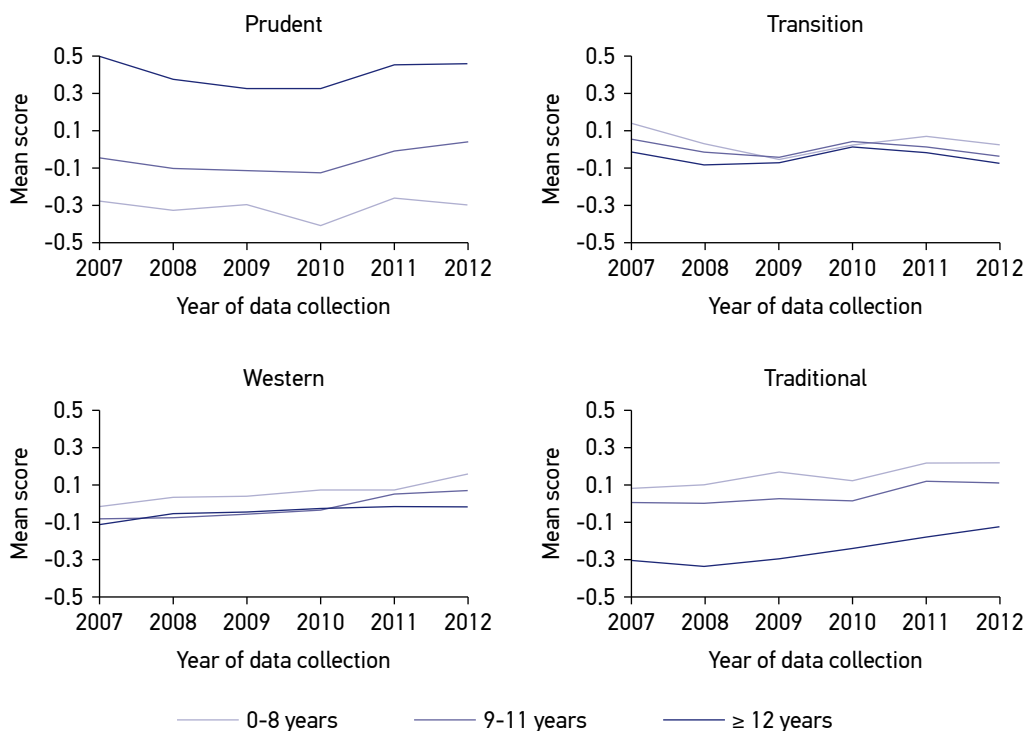 Prudent
Mean score
0.5
0.3
0.1
-0.1
-0.3
-0.5
2007 2008 2009 2010 2011 2012
Year of data collection
Transition
Mean score
0.5
0.3
0.1
-0.1
-0.3
-0.5
2007 2008 2009 2010 2011 2012
Year of data collection
Western
Mean score
0.5
0.3
0.1
-0.1
-0.3
-0.5
2007 2008 2009 2010 2011 2012
Year of data collection
Traditional
Mean score
0.5
0.3
0.1
-0.1
-0.3
-0.5
2007 2008 2009 2010 2011 2012
Year of data collection
0-8 years 9-11 years ≥ 12 years